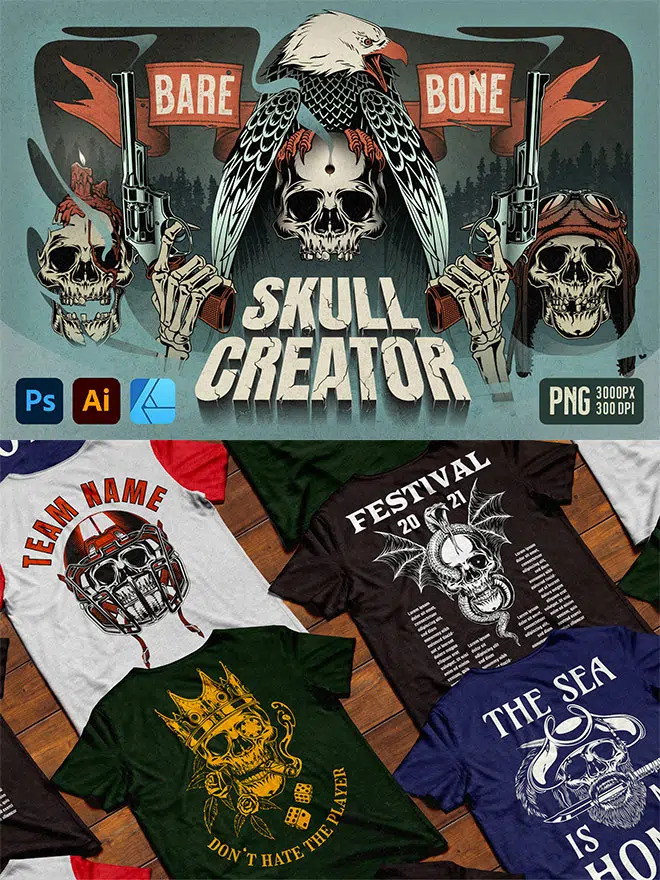 BARE
BONE
SKULL
CREATOR
Ps
Ai
PNG
3000PX
300 DPI
TEAM NAME
FESTIVAL
20 21
THE SEA
IS
DON'T HATE THE PLAYER